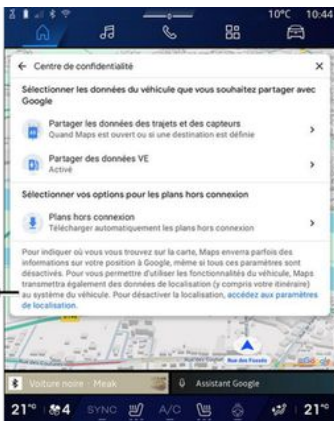 10°C 10:44
Centre de confidentialité
Sélectionner les données du véhicule que vous souhaitez partager avec
Google
Partager les données des trajets et des capteurs
Quand Maps est ouvert ou si une destination est définie
Partager des données VE
Activé
Sélectionner vos options pour les plans hors connexion
Plans hors connexion
Télécharger automatiquement les plans hors connexion
Pour indiquer où vous vous trouvez sur la carte, Maps enverra parfois des
informations sur votre position à Google, même si tous ces paramètres sont
désactivés. Pour vous permettre d'utiliser les fonctionnalités du véhicule, Maps
transmettra également des données de localisation (y compris votre itinéraire)
au système du véhicule. Pour désactiver la localisation, accédez aux paramètres
de localisation.
Rue des Fossés
Google
Voiture noire - Meak
Assistant Google
21°C 4 SYNC A/C 21°C